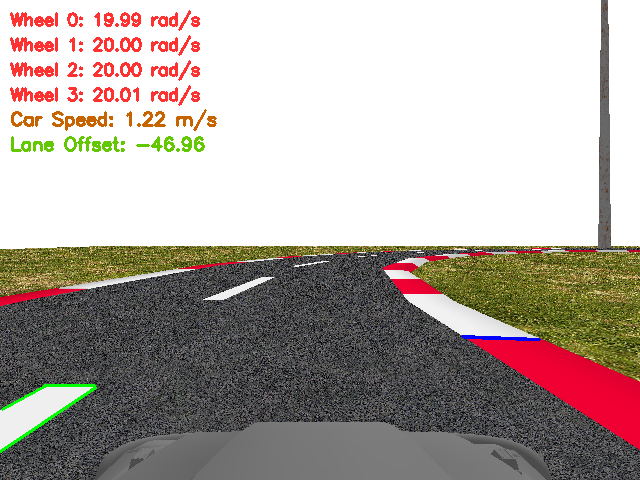 Wheel 0: 19.99 rad/s
Wheel 1: 20.00 rad/s
Wheel 2: 20.00 rad/s
Wheel 3: 20.01 rad/s
Car Speed: 1.22 m/s
Lane Offset: -46.96